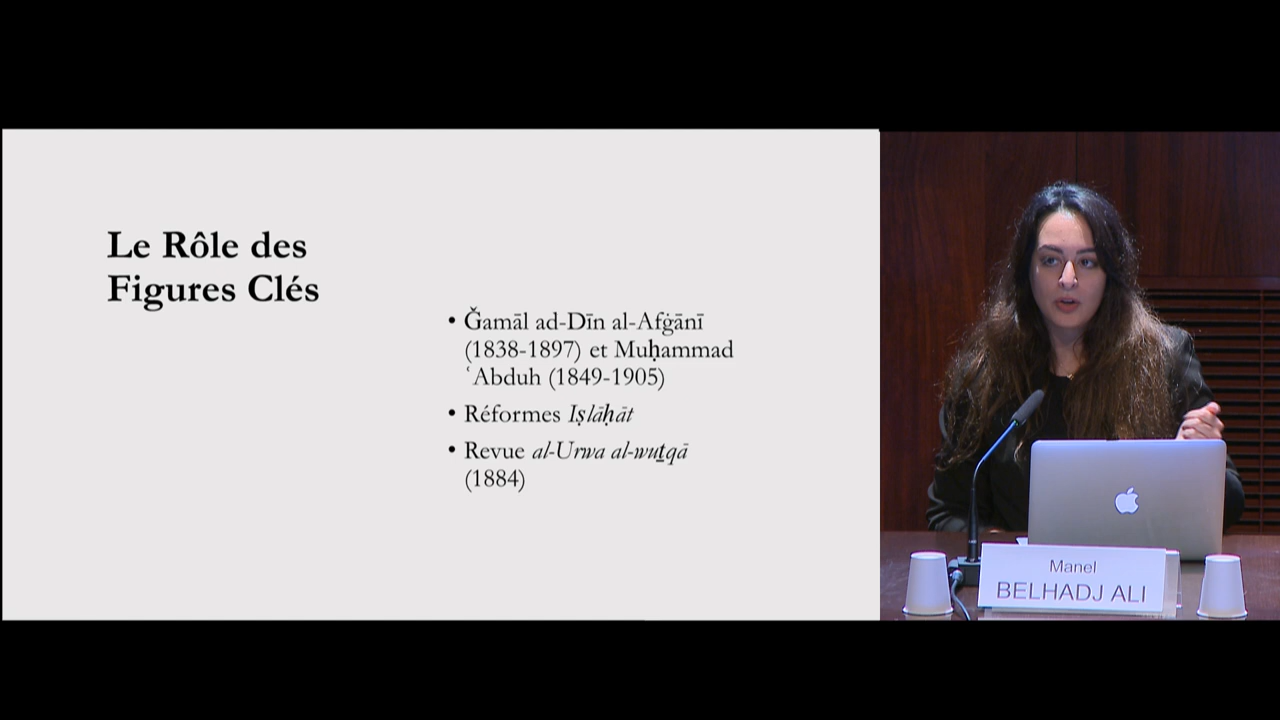 Le Rôle des
Figures Clés
• Ǧamāl ad-Dīn al-Afġānī
(1838-1897) et Muḥammad
ʿAbduh (1849-1905)
• Réformes Iṣlāḥāt
• Revue al-Urwa al-wuṯqā
(1884)
Manel
BELHADJ ALI